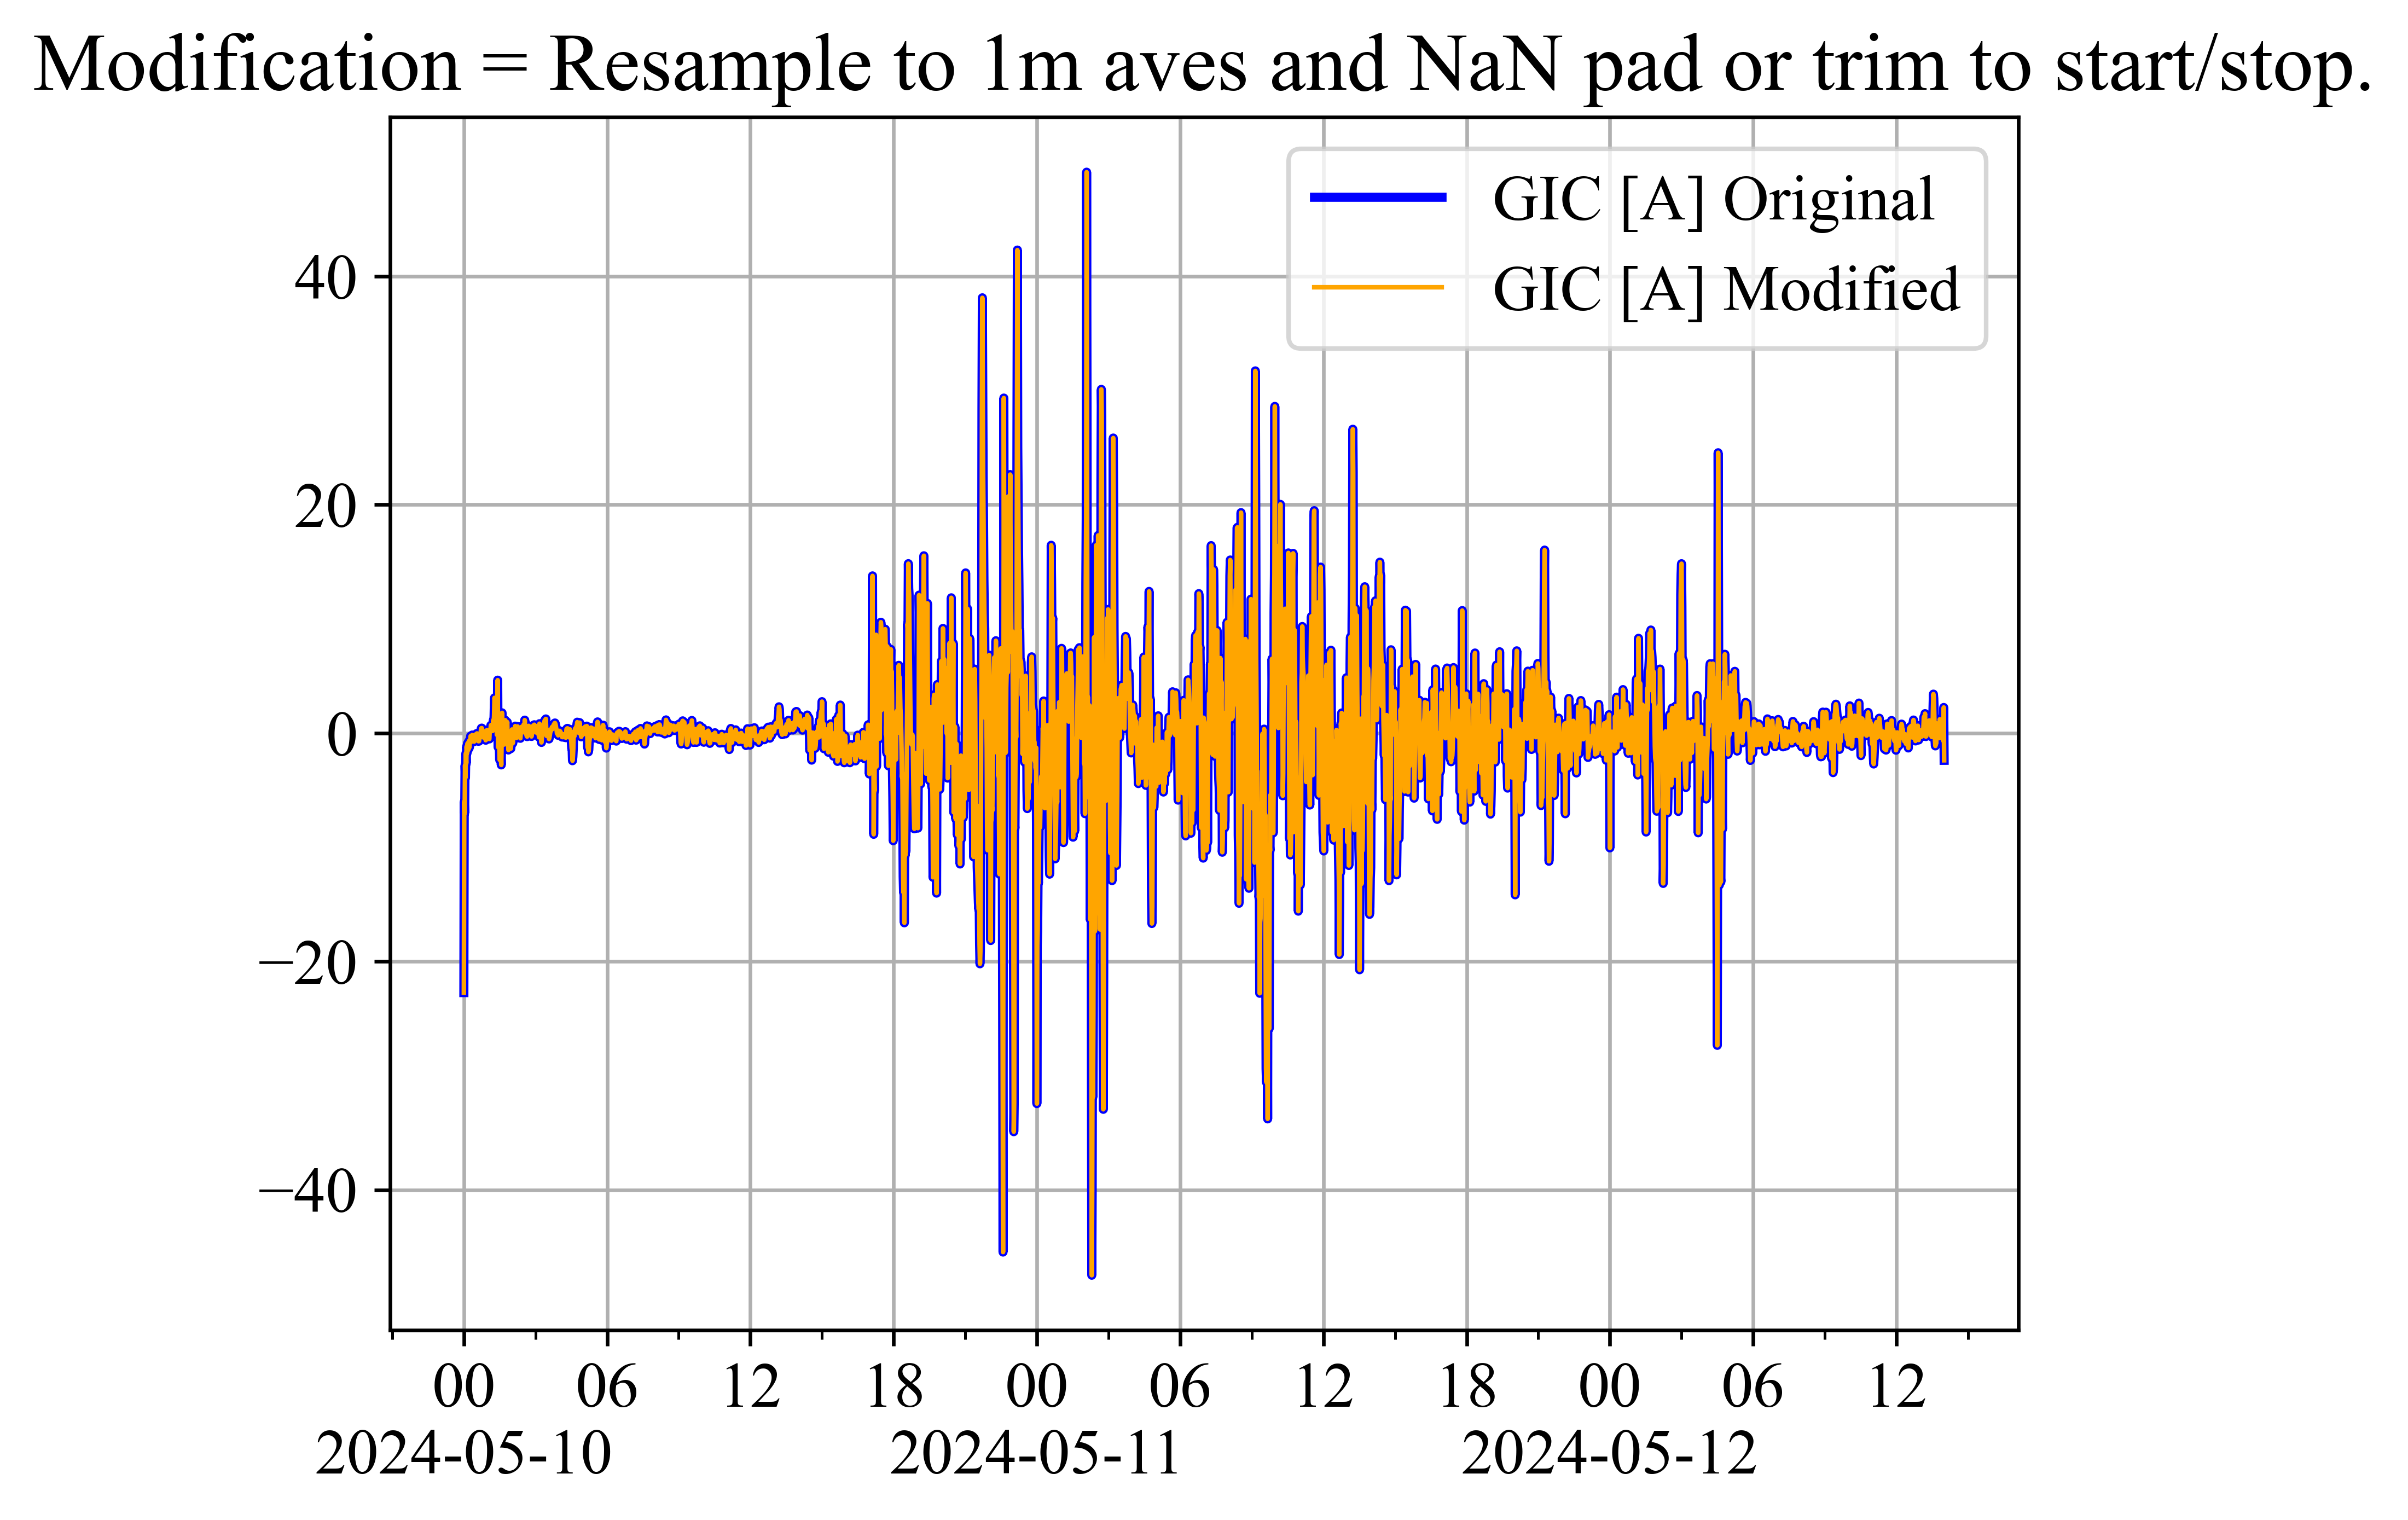 Modification = Resample to 1m aves and NaN pad or trim to start/stop.
GIC [A] Original
GIC [A] Modified
40
20
0
−20
−40
00 06 12 18 00 06 12 18 00 06 12
2024-05-10 2024-05-11 2024-05-12